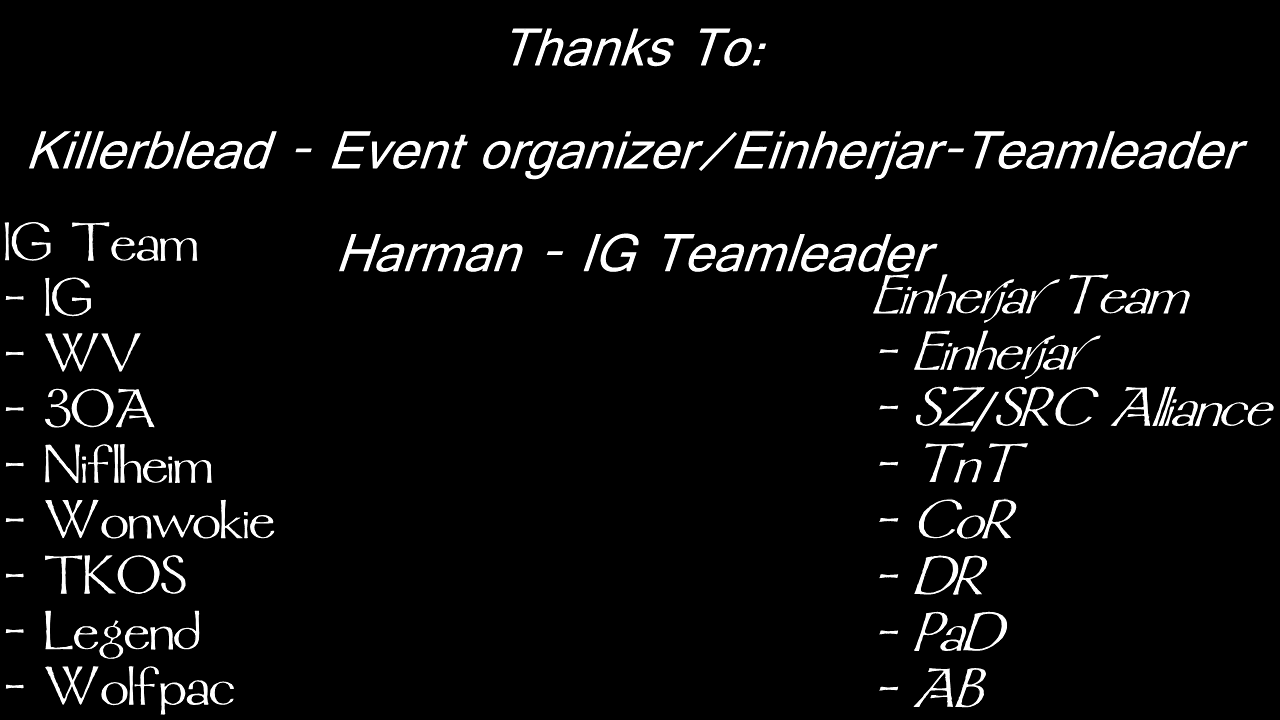 Thanks To:
Killerblead - Event organizer/Einherjar-Teamleader
Harman - IG Teamleader
IG Team
- IG
- WV
- 3OA
- Niflheim
- Wonwokie
- TKOS
- Legend
- Wolfpac
Einherjar Team
- Einherjar
- SZ/SRC Alliance
- TnT
- CoR
- DR
- PaD
- AB